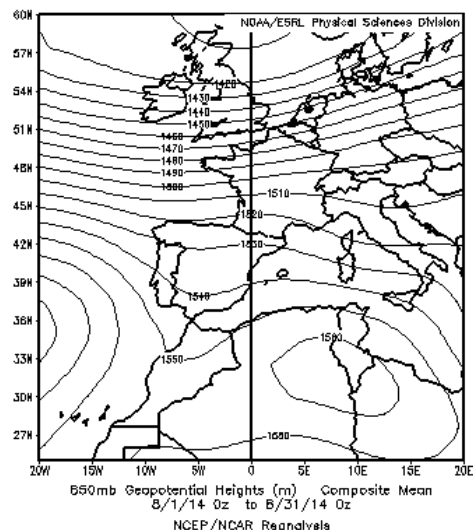 60N
NOAA/ESRL Physical Sciences Division
57N
1420
54N
1430
1440
51N
1450
1460
1470
48N
1480
1490
1500
1510
45N
1520
42N
1530
39N
1540
36N
1560
33N
1550
30N
27N
20W 15W 10W 5W 0 5E 10E 15E 20E
850mb Geopotential Heights (m) Composite Mean
8/1/14 0z to 8/31/14 0z
NCEP/NCAR Reanalysis